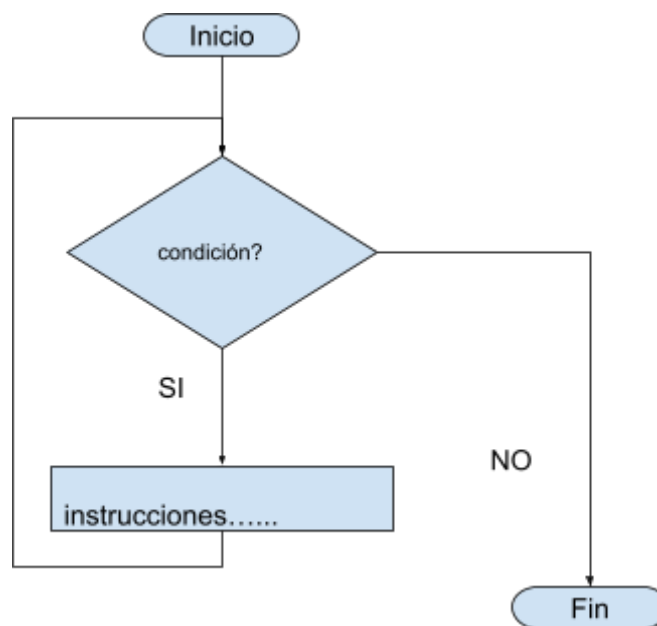 Inicio
condición?
SI
NO
instrucciones…...
Fin